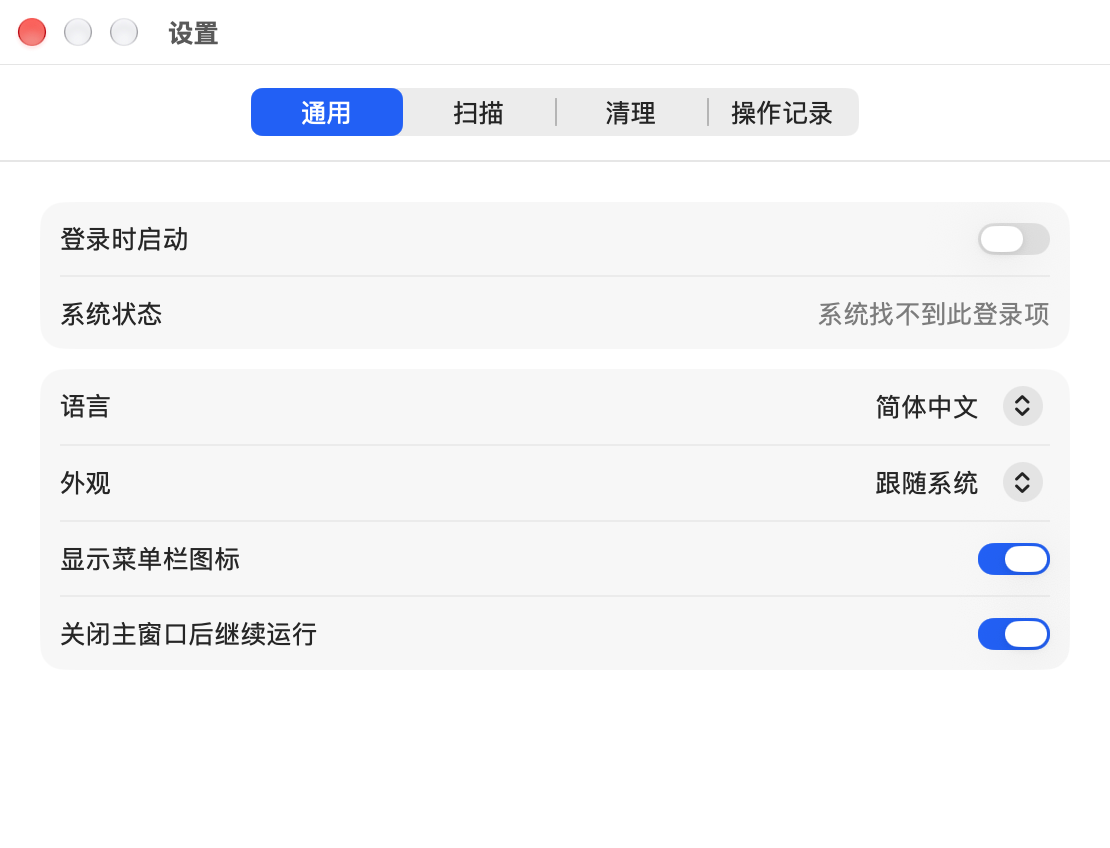 设置
通用 扫描 清理 操作记录
登录时启动
系统状态 系统找不到此登录项
语言 简体中文
外观 跟随系统
显示菜单栏图标
关闭主窗口后继续运行